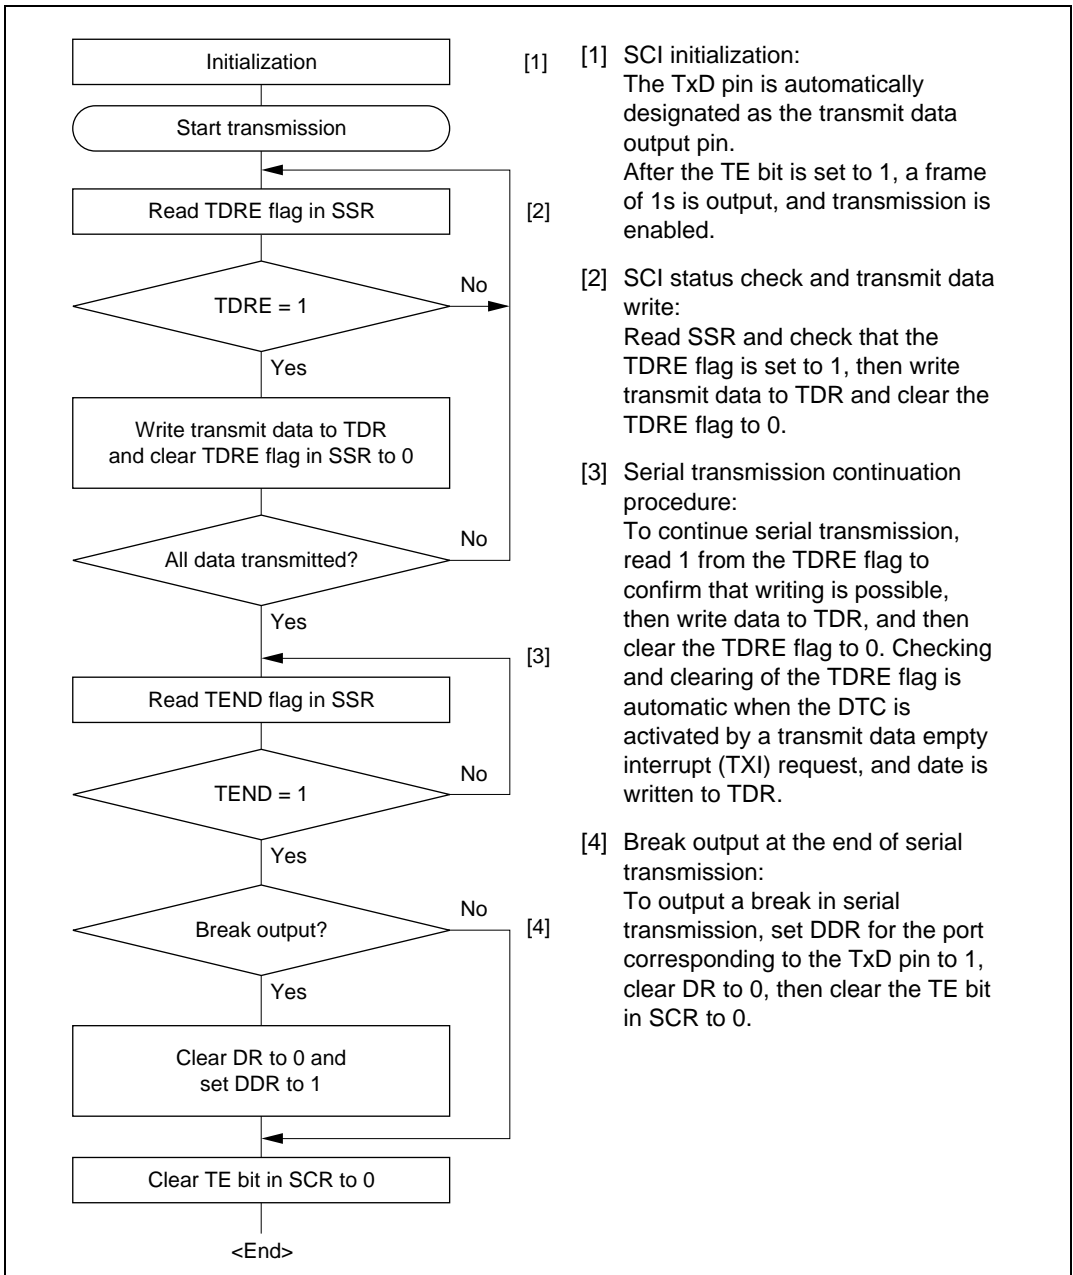 Initialization
[1]
Start transmission
Read TDRE flag in SSR
[2]
TDRE = 1
No
Yes
Write transmit data to TDR
and clear TDRE flag in SSR to 0
All data transmitted?
No
Yes
[3]
Read TEND flag in SSR
TEND = 1
No
Yes
Break output?
No
[4]
Yes
Clear DR to 0 and
set DDR to 1
Clear TE bit in SCR to 0
<End>
[1] SCI initialization:
The TxD pin is automatically
designated as the transmit data
output pin.
After the TE bit is set to 1, a frame
of 1s is output, and transmission is
enabled.
[2] SCI status check and transmit data
write:
Read SSR and check that the
TDRE flag is set to 1, then write
transmit data to TDR and clear the
TDRE flag to 0.
[3] Serial transmission continuation
procedure:
To continue serial transmission,
read 1 from the TDRE flag to
confirm that writing is possible,
then write data to TDR, and then
clear the TDRE flag to 0. Checking
and clearing of the TDRE flag is
automatic when the DTC is
activated by a transmit data empty
interrupt (TXI) request, and date is
written to TDR.
[4] Break output at the end of serial
transmission:
To output a break in serial
transmission, set DDR for the port
corresponding to the TxD pin to 1,
clear DR to 0, then clear the TE bit
in SCR to 0.